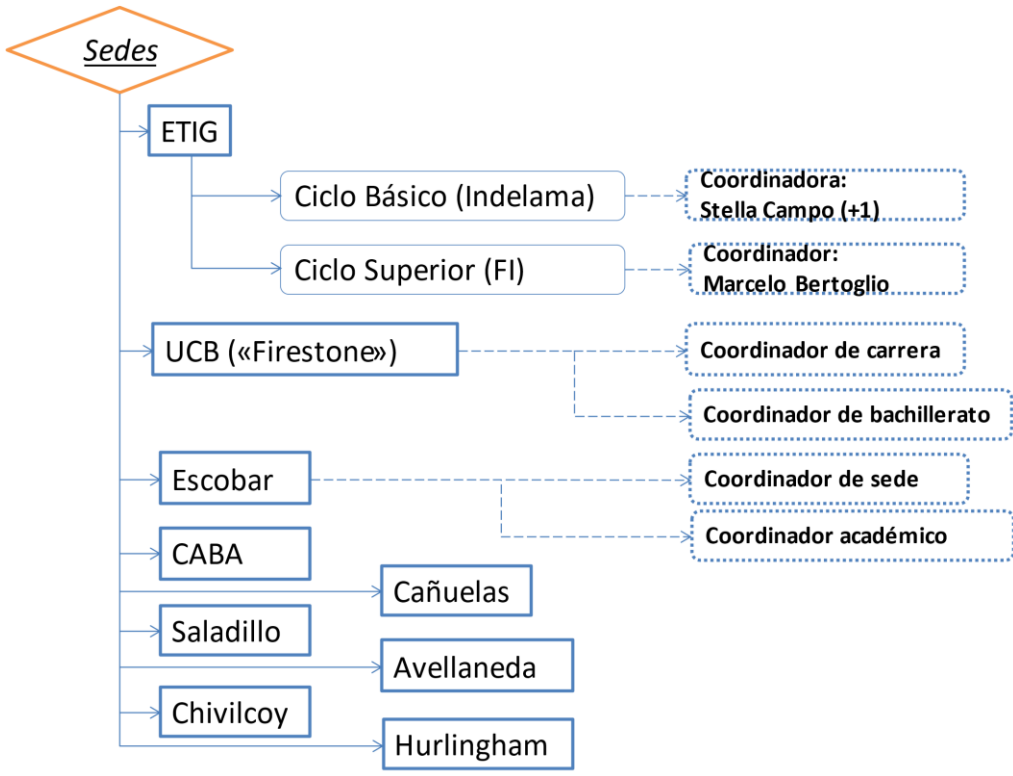 Sedes
ETIG
Ciclo Básico (Indelama)
Coordinadora:
Stella Campo (+1)
Ciclo Superior (FI)
Coordinador:
Marcelo Bertoglio
UCB («Firestone»)
Coordinador de carrera
Coordinador de bachillerato
Escobar
Coordinador de sede
Coordinador académico
CABA
Cañuelas
Saladillo
Avellaneda
Chivilcoy
Hurlingham